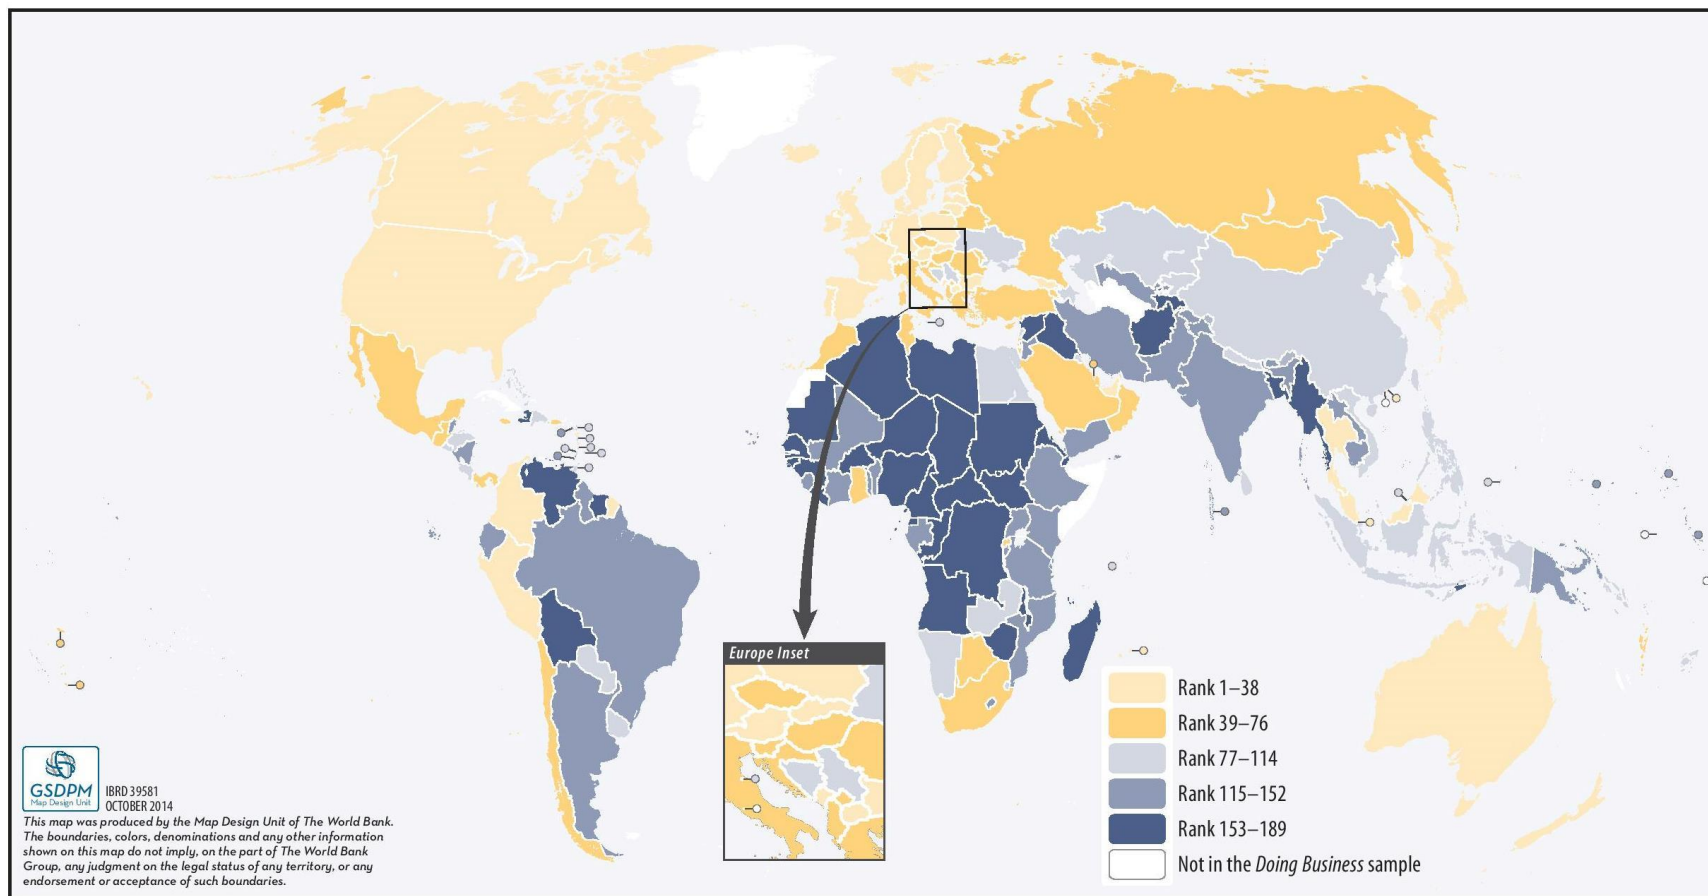 Europe Inset
Rank 1–38
Rank 39–76
Rank 77–114
Rank 115–152
Rank 153–189
Not in the Doing Business sample
GSDPM
Map Design Unit
IBRD 39581
OCTOBER 2014
This map was produced by the Map Design Unit of The World Bank.
The boundaries, colors, denominations and any other information
shown on this map do not imply, on the part of The World Bank
Group, any judgment on the legal status of any territory, or any
endorsement or acceptance of such boundaries.